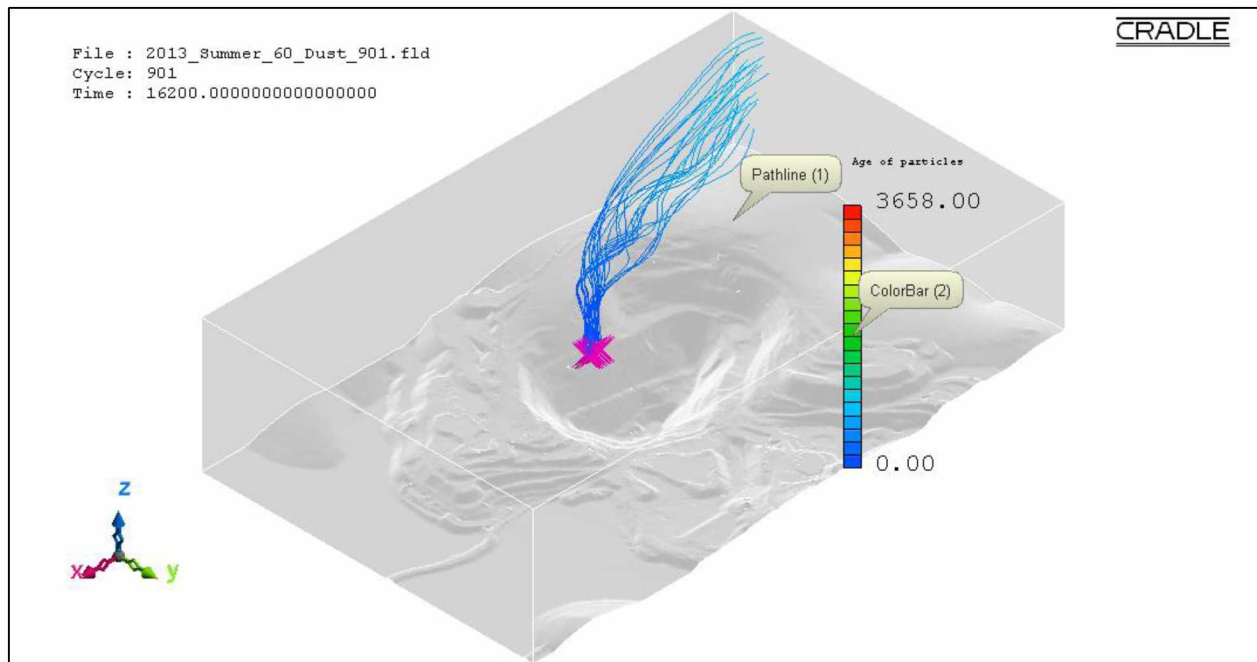 File : 2013_Summer_60_Dust_901.fld
Cycle: 901
Time : 16200.0000000000000000
CRADLE
Pathline (1)
Age of particles
3658.00
ColorBar (2)
0.00
z
x
y